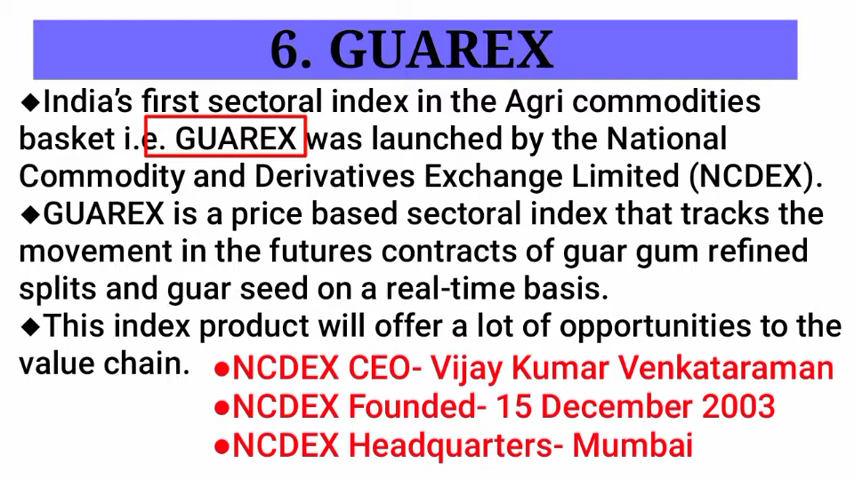 6. GUAREX
◆India's first sectoral index in the Agri commodities
basket i.e. GUAREX was launched by the National
Commodity and Derivatives Exchange Limited (NCDEX).
◆GUAREX is a price based sectoral index that tracks the
movement in the futures contracts of guar gum refined
splits and guar seed on a real-time basis.
◆This index product will offer a lot of opportunities to the
value chain.
●NCDEX CEO- Vijay Kumar Venkataraman
●NCDEX Founded- 15 December 2003
●NCDEX Headquarters- Mumbai